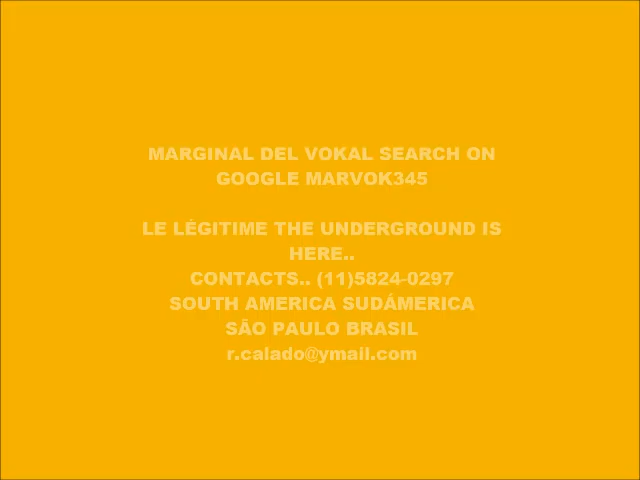 MARGINAL DEL VOKAL SEARCH ON
GOOGLE MARVOK345
LE LÉGITIME THE UNDERGROUND IS
HERE..
CONTACTS.. (11)5824-0297
SOUTH AMERICA SUDÁMERICA
SÃO PAULO BRASIL
r.calado@ymail.com